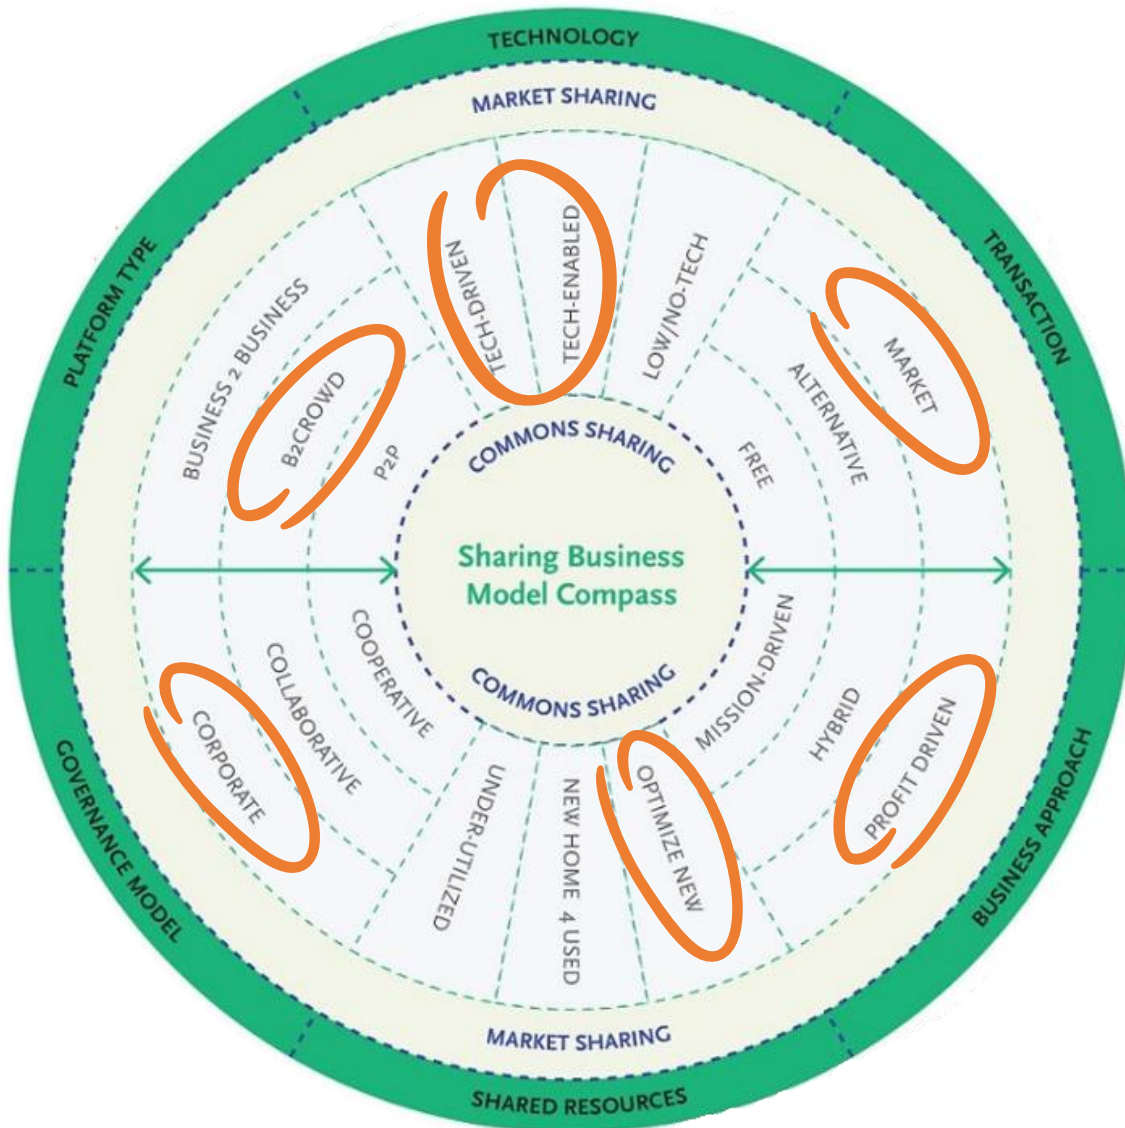 TECHNOLOGY
MARKET SHARING
TECH-DRIVEN
TECH-ENABLED
LOW/NO-TECH
TRANSACTION
MARKET
ALTERNATIVE
FREE
PLATFORM TYPE
BUSINESS 2 BUSINESS
B2CROWD
P2P
COMMONS SHARING
Sharing Business
Model Compass
COMMONS SHARING
GOVERNANCE MODEL
CORPORATE
COLLABORATIVE
COOPERATIVE
UNDER-UTILIZED
NEW HOME 4 USED
OPTIMIZE NEW
MISSION-DRIVEN
HYBRID
PROFIT DRIVEN
BUSINESS APPROACH
MARKET SHARING
SHARED RESOURCES